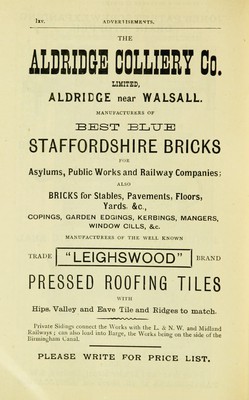 lxv. ADVERTISEMENTS.
THE
ALDRIDGE COLLIERY Co.
LIMITED,
ALDRIDGE near WALSALL.
MANUFACTURERS OF
BEST BLUE
STAFFORDSHIRE BRICKS
FOR
Asylums, Public Works and Railway Companies;
ALSO
BRICKS for Stables, Pavements, Floors,
Yards, &c.,
COPINGS, GARDEN EDGINGS, KERBINGS, MANGERS,
WINDOW CILLS, &c.
MANUFACTURERS OF THE WELL KNOWN
TRADE "LEIGHSWOOD" BRAND
PRESSED ROOFING TILES
WITH
Hips, Valley and Eave Tile and Ridges to match.
Private Sidings connect the Works with the L. & N. W. and Midland
Railways; can also load into Barge, the Works being on the side of the
Birmingham Canal.
PLEASE WRITE FOR PRICE LIST.